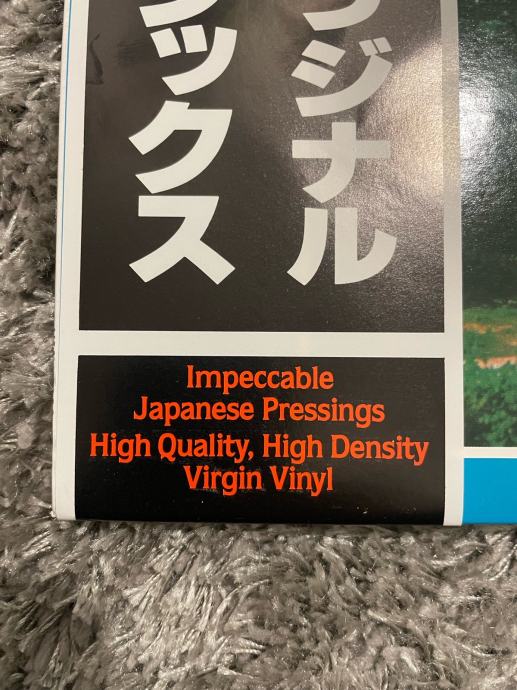 ジナル
ックス
Impeccable
Japanese Pressings
High Quality, High Density
Virgin Vinyl